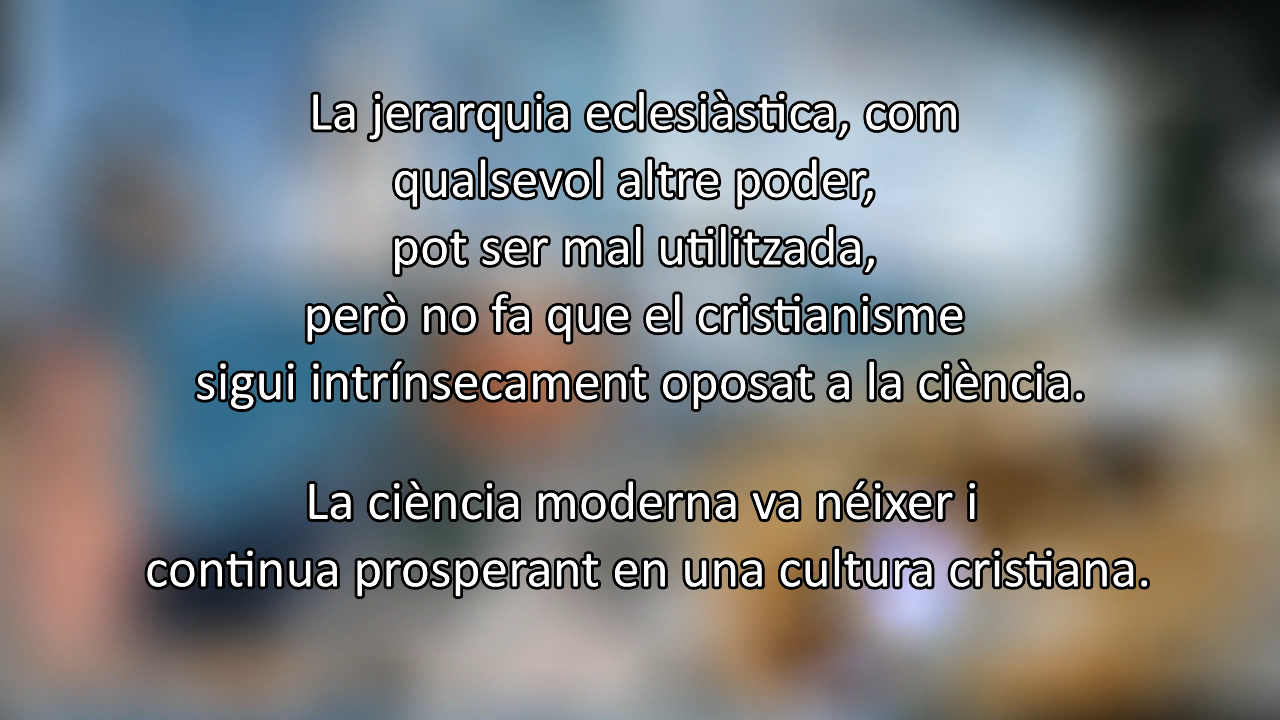 La jerarquia eclesiàstica, com
qualsevol altre poder,
pot ser mal utilitzada,
però no fa que el cristianisme
sigui intrínsecament oposat a la ciència.
La ciència moderna va néixer i
continua prosperant en una cultura cristiana.